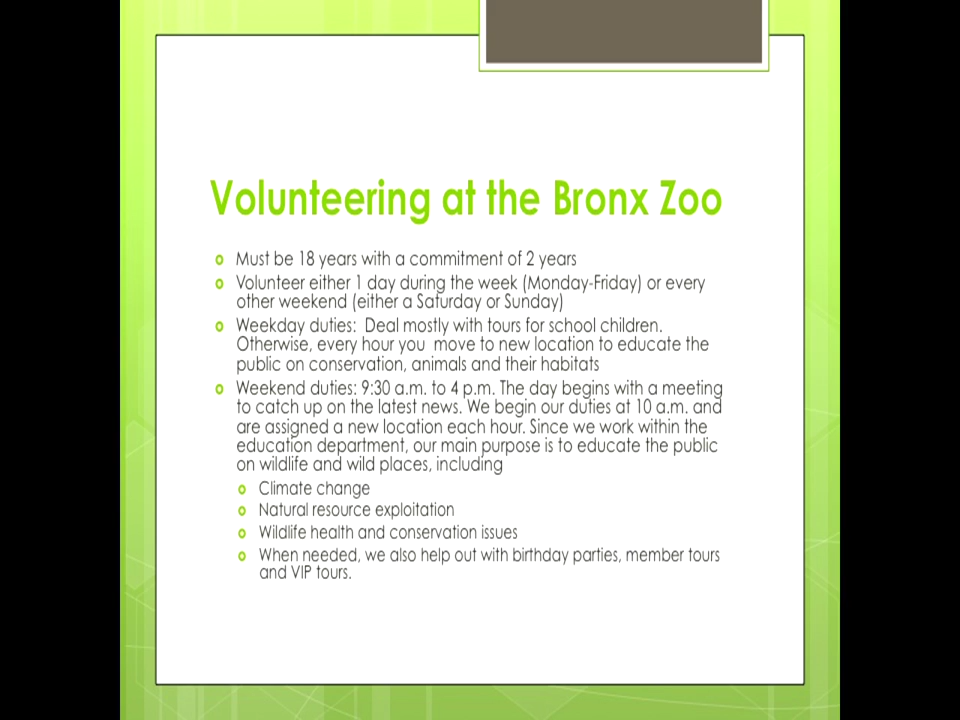 Volunteering at the Bronx Zoo
Must be 18 years with a commitment of 2 years
Volunteer either 1 day during the week (Monday-Friday) or every
other weekend (either a Saturday or Sunday)
Weekday duties:  Deal mostly with tours for school children.
Otherwise, every hour you  move to new location to educate the
public on conservation, animals and their habitats
Weekend duties: 9:30 a.m. to 4 p.m. The day begins with a meeting
to catch up on the latest news. We begin our duties at 10 a.m. and
are assigned a new location each hour. Since we work within the
education department, our main purpose is to educate the public
on wildlife and wild places, including
Climate change
Natural resource exploitation
Wildlife health and conservation issues
When needed, we also help out with birthday parties, member tours
and VIP tours.